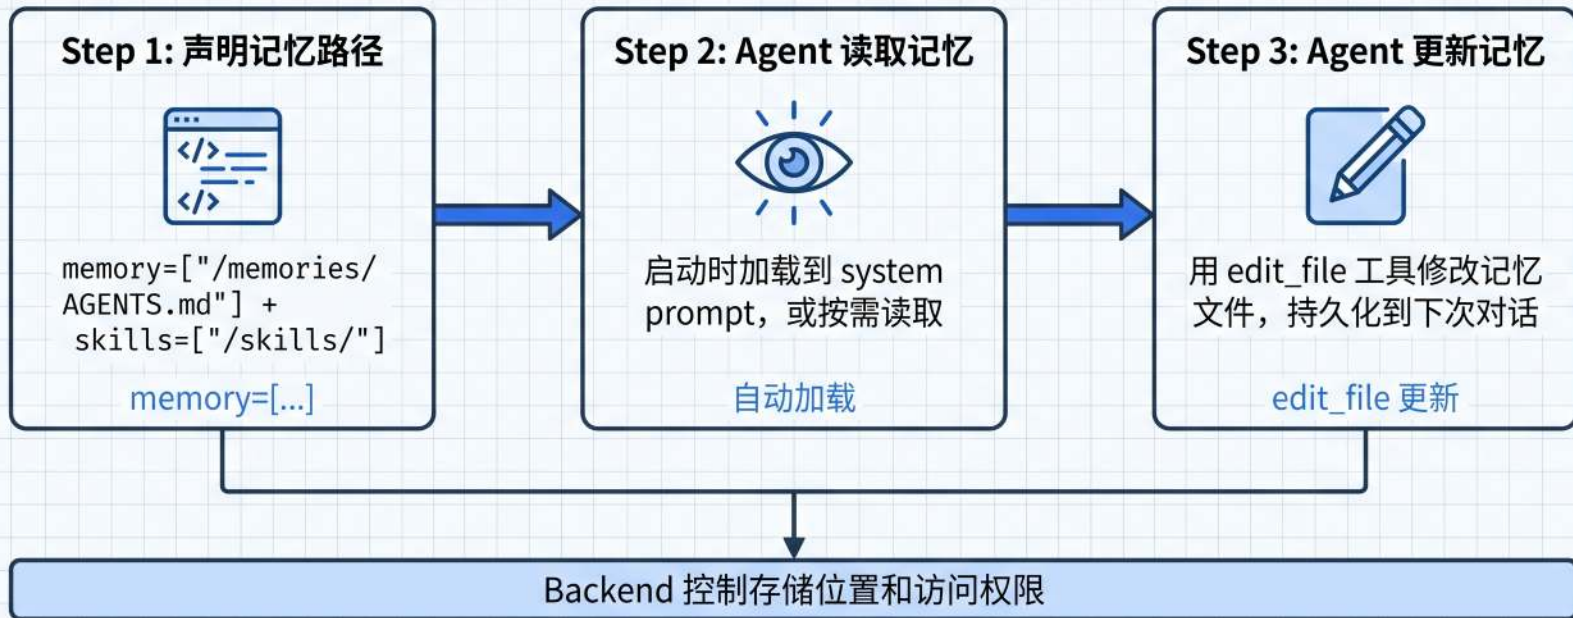 Step 1: 声明记忆路径
</>
</>
memory=["/memories/
AGENTS.md"] +
skills=["/skills/"]
memory=[...]
Step 2: Agent 读取记忆
启动时加载到 system
prompt，或按需读取
自动加载
Step 3: Agent 更新记忆
用 edit_file 工具修改记忆
文件，持久化到下次对话
edit_file 更新
Backend 控制存储位置和访问权限